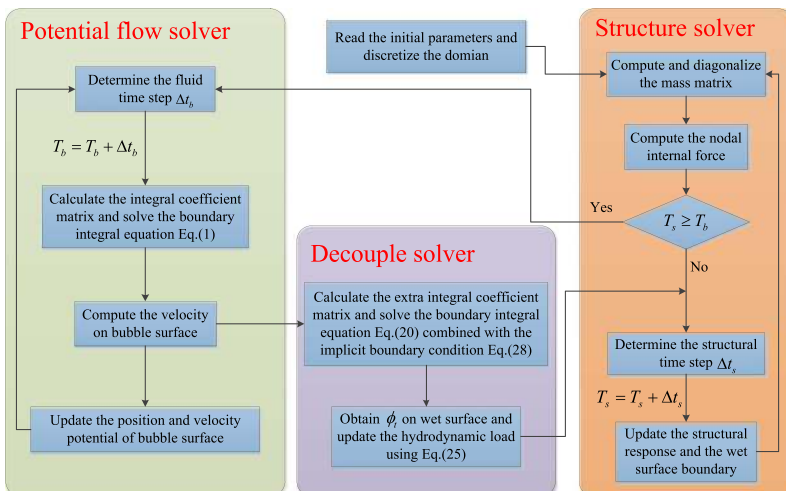 Potential flow solver
Determine the fluid
time step Δt_b
T_b = T_b + Δt_b
Calculate the integral coefficient
matrix and solve the boundary
integral equation Eq.(1)
Compute the velocity
on bubble surface
Update the position and velocity
potential of bubble surface
Read the initial parameters and
discretize the domian
Decouple solver
Calculate the extra integral coefficient
matrix and solve the boundary integral
equation Eq.(20) combined with the
implicit boundary condition Eq.(28)
Obtain ϕ_t on wet surface and
update the hydrodynamic load
using Eq.(25)
Structure solver
Compute and diagonalize
the mass matrix
Compute the nodal
internal force
Yes
T_s ≥ T_b
No
Determine the structural
time step Δt_s
T_s = T_s + Δt_s
Update the structural
response and the wet
surface boundary